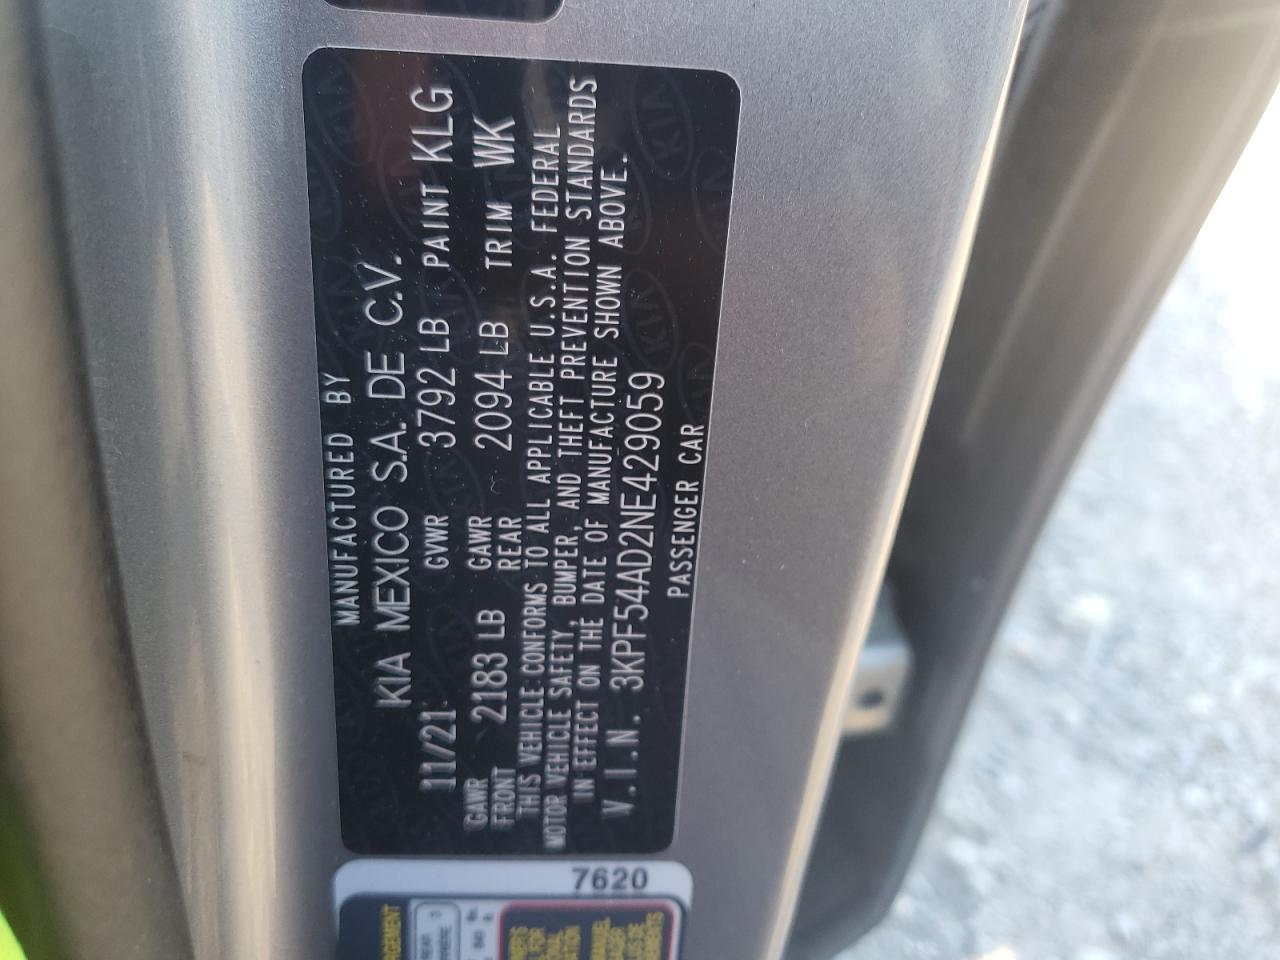 MANUFACTURED BY
KIA MEXICO S.A. DE C.V.
11/21 GVWR 3792 LB PAINT KLG
GAWR FRONT 2183 LB GAWR REAR 2094 LB TRIM WK
THIS VEHICLE CONFORMS TO ALL APPLICABLE U.S.A. FEDERAL
MOTOR VEHICLE SAFETY, BUMPER, AND THEFT PREVENTION STANDARDS
IN EFFECT ON THE DATE OF MANUFACTURE SHOWN ABOVE.
V.I.N. 3KPF54AD2NE429059
PASSENGER CAR
7620